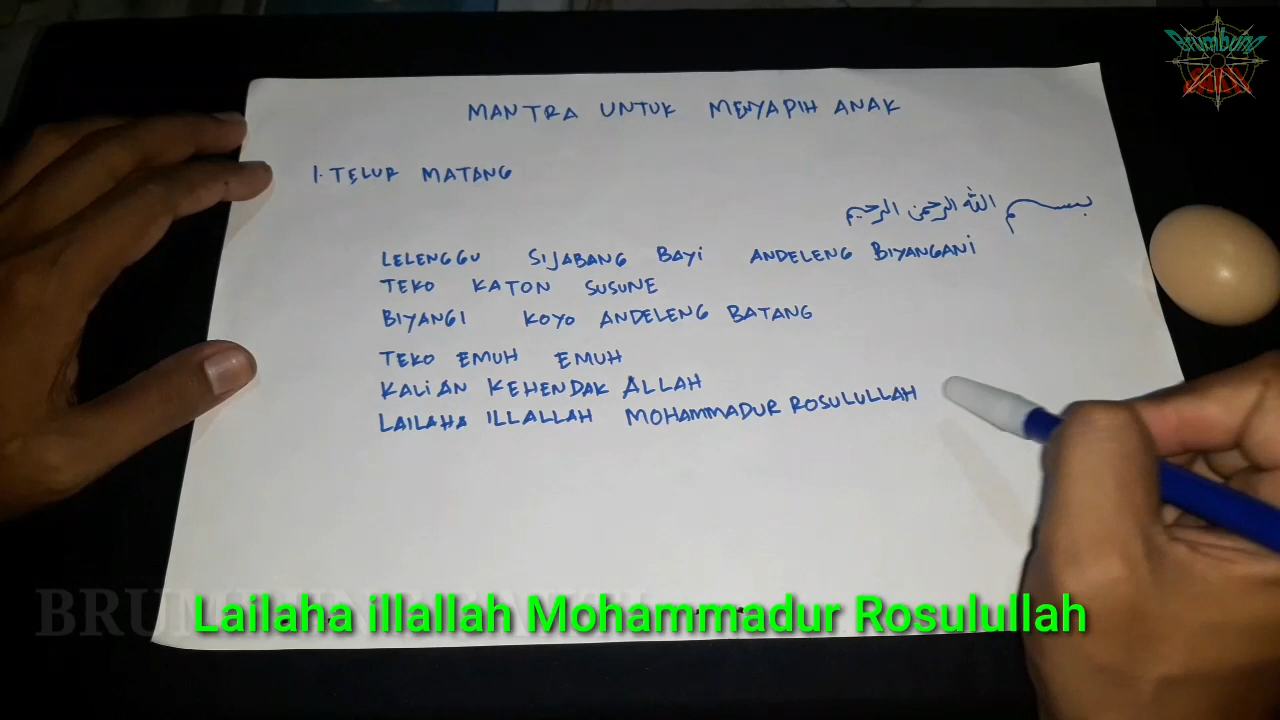 Brumbung
MANTRA UNTUK MENYAPIH ANAK
1. TELUR MATANG
بسم الله الرحمن الرحيم
LELENGGU SIJABANG BAYI ANDELENG BIYANGANI
TEKO KATON SUSUNE
BIYANGI KOYO ANDELENG BATANG
TEKO EMUH EMUH
KALIAN KEHENDAK ALLAH
LAILAHA ILLALLAH MOHAMMADUR ROSULULLAH
Lailaha illallah Mohammadur Rosulullah